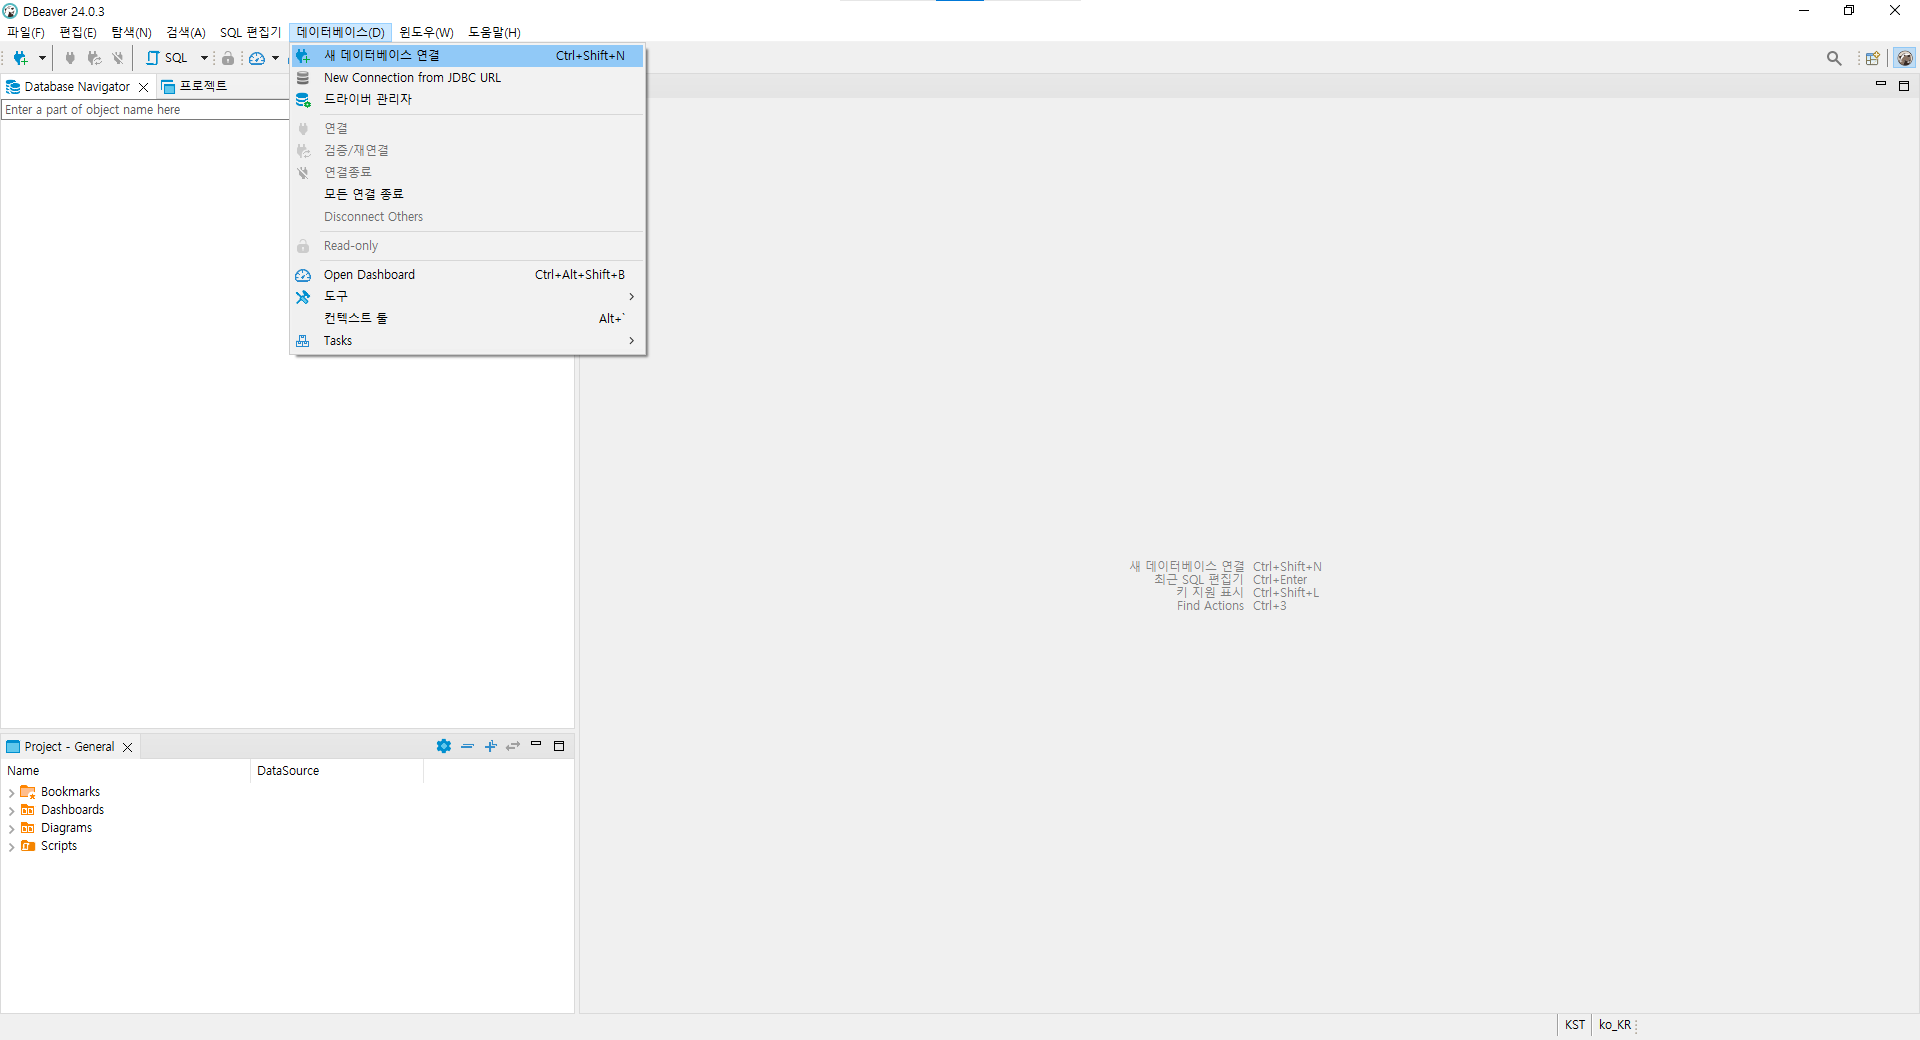 DBeaver 24.0.3
파일(F) 편집(E) 탐색(N) 검색(A) SQL 편집기 데이터베이스(D) 윈도우(W) 도움말(H)
SQL
새 데이터베이스 연결 Ctrl+Shift+N
New Connection from JDBC URL
드라이버 관리자
연결
검증/재연결
연결종료
모든 연결 종료
Disconnect Others
Read-only
Open Dashboard Ctrl+Alt+Shift+B
도구
컨텍스트 툴 Alt+`
Tasks
Database Navigator 프로젝트
Enter a part of object name here
새 데이터베이스 연결 Ctrl+Shift+N
최근 SQL 편집기 Ctrl+Enter
키 지원 표시 Ctrl+Shift+L
Find Actions Ctrl+3
Project - General
Name DataSource
Bookmarks
Dashboards
Diagrams
Scripts
KST ko_KR